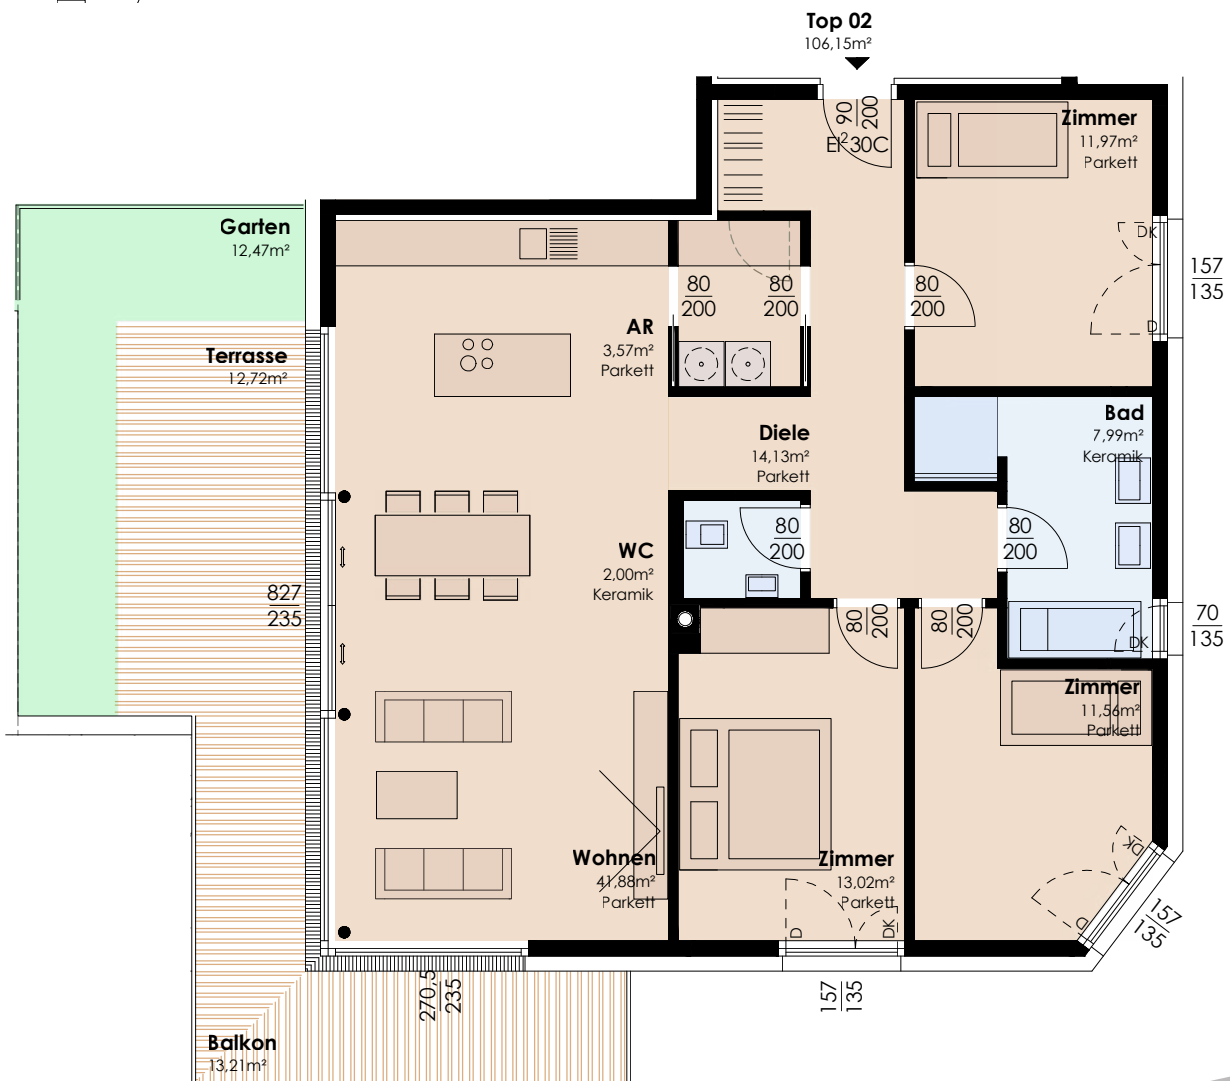 Top 02
106,15m²
90
200
EI²30C
Zimmer
11,97m²
Parkett
DK
D
157
135
Garten
12,47m²
80
200
80
200
80
200
AR
3,57m²
Parkett
Terrasse
12,72m²
Diele
14,13m²
Parkett
Bad
7,99m²
Keramik
80
200
80
200
WC
2,00m²
Keramik
827
235
80
200
80
200
DK
70
135
Zimmer
11,56m²
Parkett
Wohnen
41,88m²
Parkett
Zimmer
13,02m²
Parkett
D
DK
DK
D
157
135
270,5
235
157
135
Balkon
13,21m²